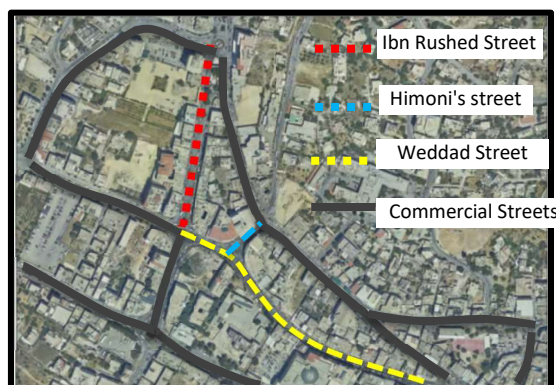 Ibn Rushed Street
Himoni's street
Weddad Street
Commercial Streets